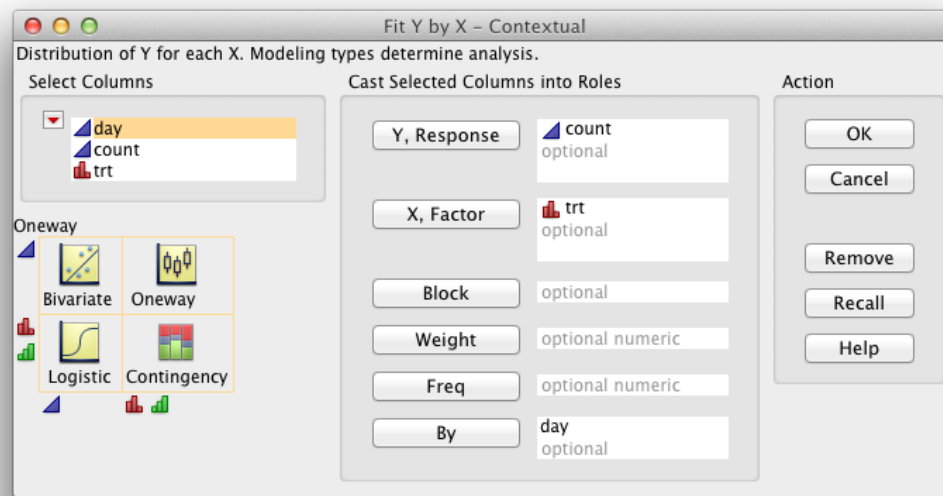 Fit Y by X – Contextual
Distribution of Y for each X. Modeling types determine analysis.
Select Columns
day
count
trt
Oneway
Bivariate
Oneway
Logistic
Contingency
Cast Selected Columns into Roles
Y, Response
count
optional
X, Factor
trt
optional
Block
optional
Weight
optional numeric
Freq
optional numeric
By
day
optional
Action
OK
Cancel
Remove
Recall
Help